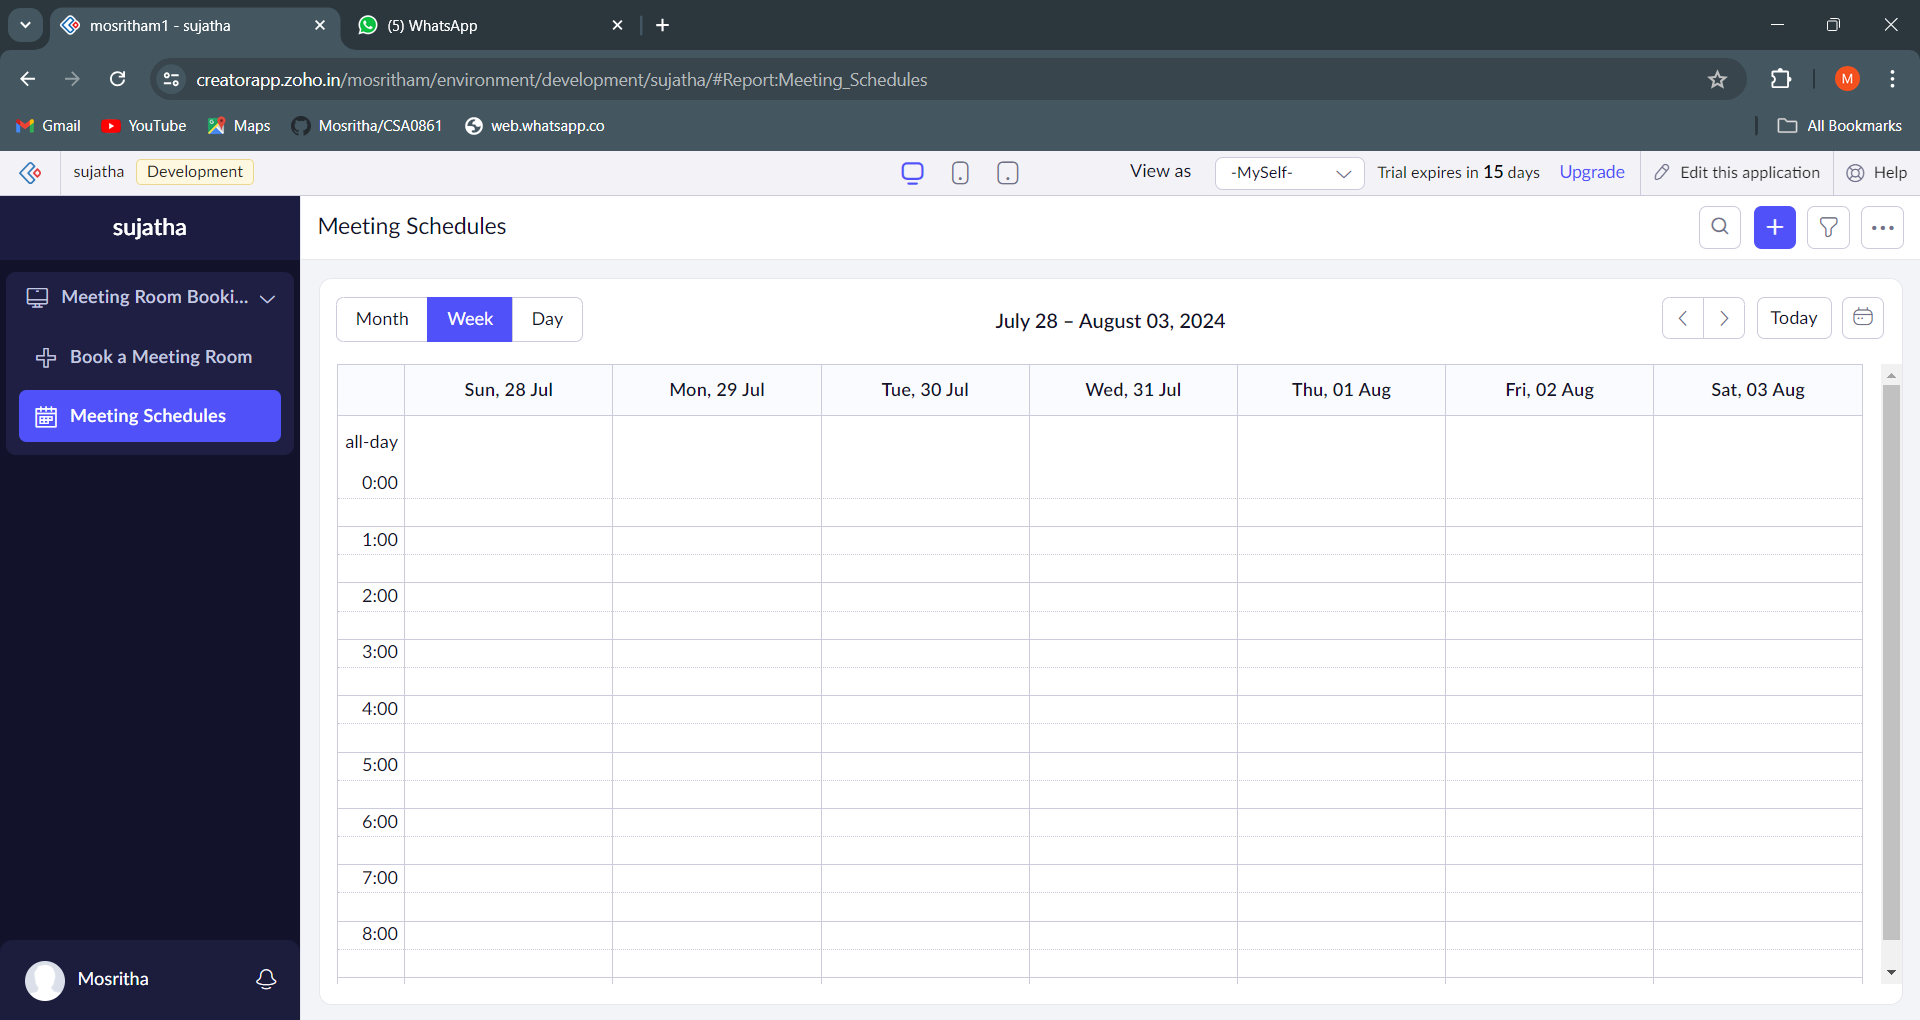 mosritham1 - sujatha
(5) WhatsApp
creatorapp.zoho.in/mosritham/environment/development/sujatha/#Report:Meeting_Schedules
M
Gmail
YouTube
Maps
Mosritha/CSA0861
web.whatsapp.co
All Bookmarks
sujatha
Development
View as
-MySelf-
Trial expires in 15 days
Upgrade
Edit this application
Help
sujatha
Meeting Room Booki...
Book a Meeting Room
Meeting Schedules
Mosritha
Meeting Schedules
Month
Week
Day
July 28 – August 03, 2024
Today
Sun, 28 Jul
Mon, 29 Jul
Tue, 30 Jul
Wed, 31 Jul
Thu, 01 Aug
Fri, 02 Aug
Sat, 03 Aug
all-day
0:00
1:00
2:00
3:00
4:00
5:00
6:00
7:00
8:00